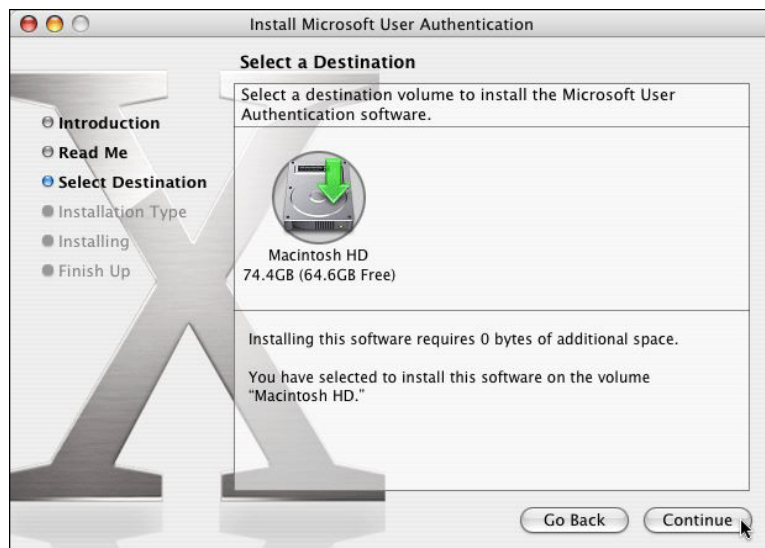 Install Microsoft User Authentication
Select a Destination
Introduction
Read Me
Select Destination
Installation Type
Installing
Finish Up
Select a destination volume to install the Microsoft User
Authentication software.
Macintosh HD
74.4GB (64.6GB Free)
Installing this software requires 0 bytes of additional space.
You have selected to install this software on the volume
“Macintosh HD.”
Go Back
Continue